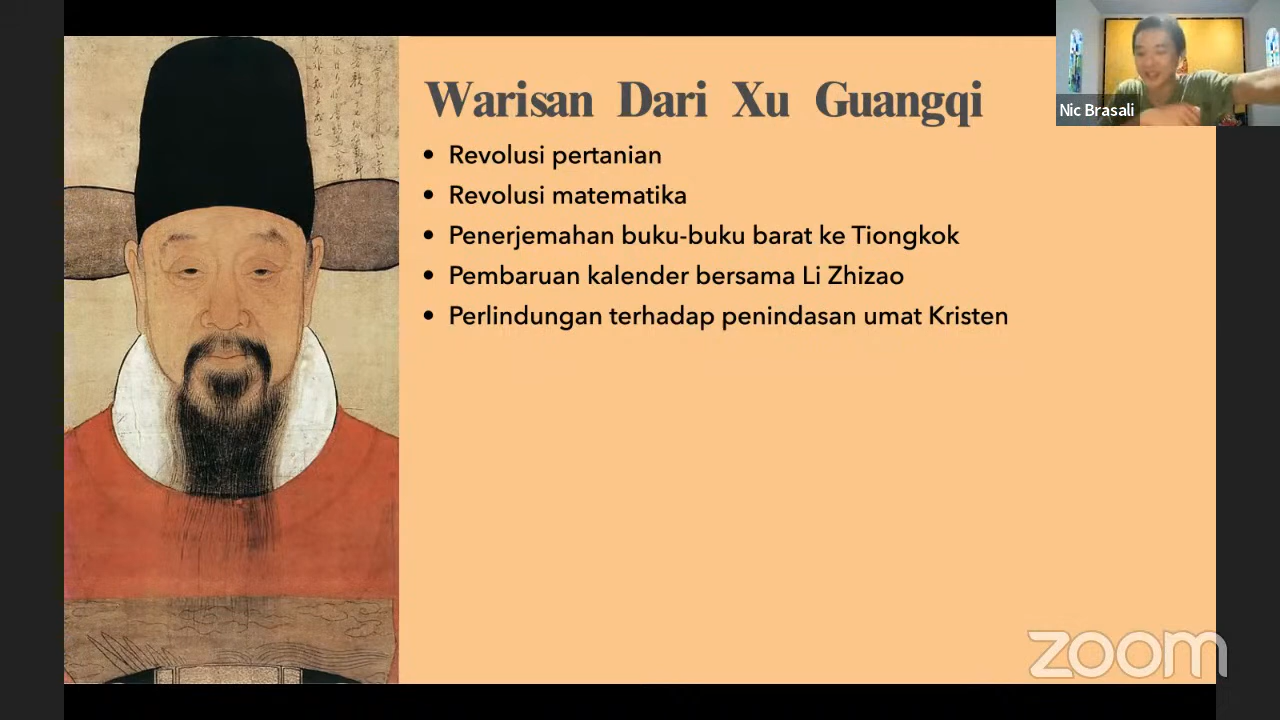 Warisan Dari Xu Guangqi
• Revolusi pertanian
• Revolusi matematika
• Penerjemahan buku-buku barat ke Tiongkok
• Pembaruan kalender bersama Li Zhizao
• Perlindungan terhadap penindasan umat Kristen
Nic Brasali
zoom